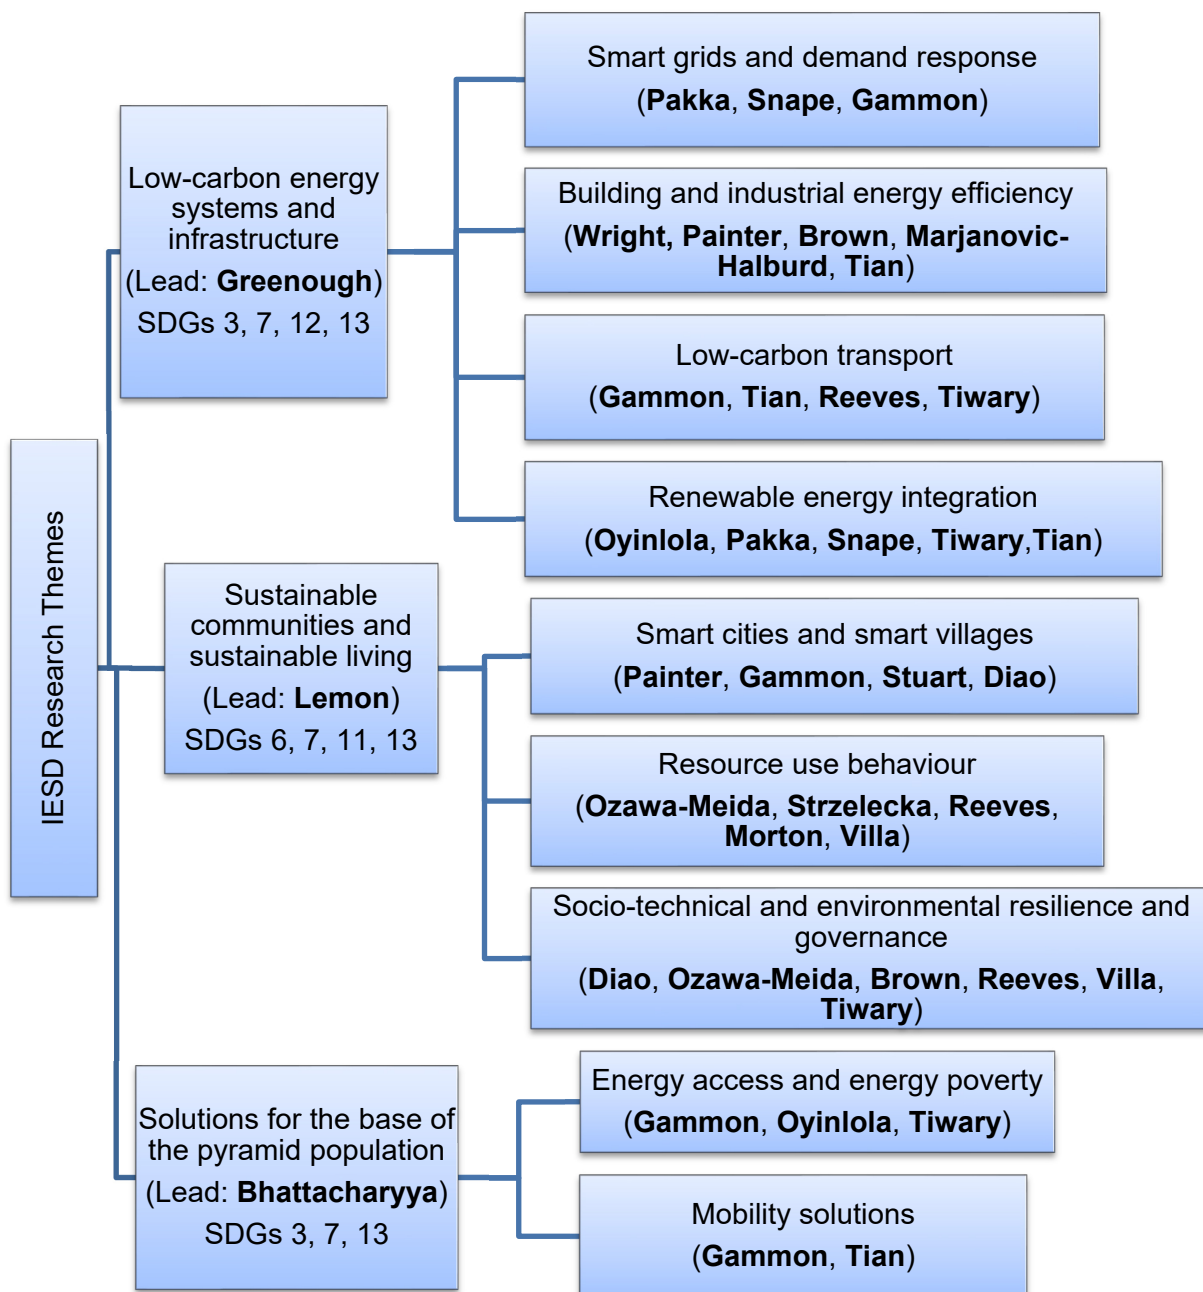 IESD Research Themes
Low-carbon energy
systems and
infrastructure
(Lead: Greenough)
SDGs 3, 7, 12, 13
Smart grids and demand response
(Pakka, Snape, Gammon)
Building and industrial energy efficiency
(Wright, Painter, Brown, Marjanovic-
Halburd, Tian)
Low-carbon transport
(Gammon, Tian, Reeves, Tiwary)
Renewable energy integration
(Oyinlola, Pakka, Snape, Tiwary,Tian)
Sustainable
communities and
sustainable living
(Lead: Lemon)
SDGs 6, 7, 11, 13
Smart cities and smart villages
(Painter, Gammon, Stuart, Diao)
Resource use behaviour
(Ozawa-Meida, Strzelecka, Reeves,
Morton, Villa)
Socio-technical and environmental resilience and
governance
(Diao, Ozawa-Meida, Brown, Reeves, Villa,
Tiwary)
Solutions for the base of
the pyramid population
(Lead: Bhattacharyya)
SDGs 3, 7, 13
Energy access and energy poverty
(Gammon, Oyinlola, Tiwary)
Mobility solutions
(Gammon, Tian)